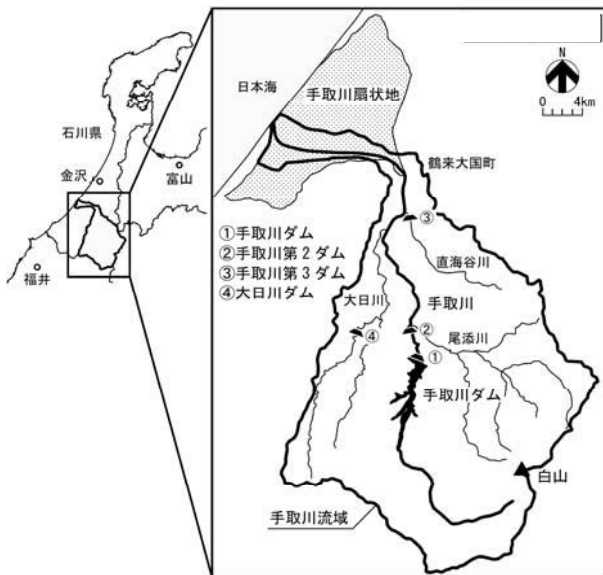 石川県
金沢
富山
福井
日本海
手取川扇状地
N
0 4km
鶴来大国町
①手取川ダム
②手取川第2ダム
③手取川第3ダム
④大日川ダム
③
直海谷川
大日川
手取川
②
尾添川
④
①
手取川ダム
白山
手取川流域